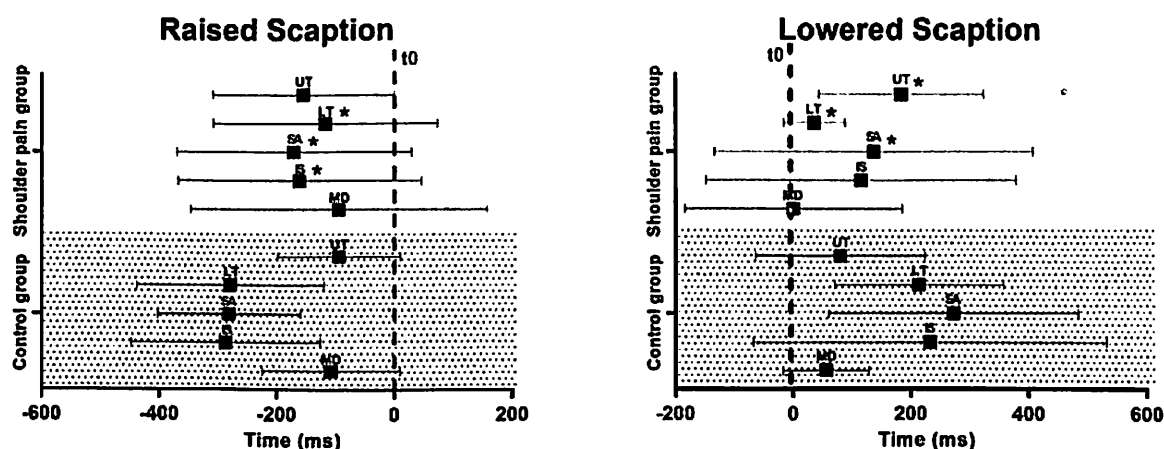 Raised Scaption
t0
Shoulder pain group
UT
LT *
SA *
IS *
MD
Control group
UT
LT
SA
IS
MD
-600 -400 -200 0 200
Time (ms)
Lowered Scaption
t0
Shoulder pain group
UT *
LT *
SA *
IS
MD
Control group
UT
LT
SA
IS
MD
-200 0 200 400 600
Time (ms)